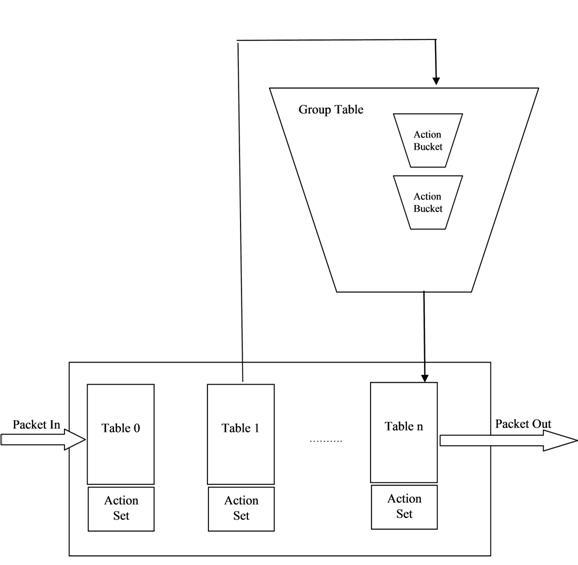 Group Table
Action
Bucket
Action
Bucket
Packet In
Table 0
Table 1
..........
Table n
Packet Out
Action
Set
Action
Set
Action
Set